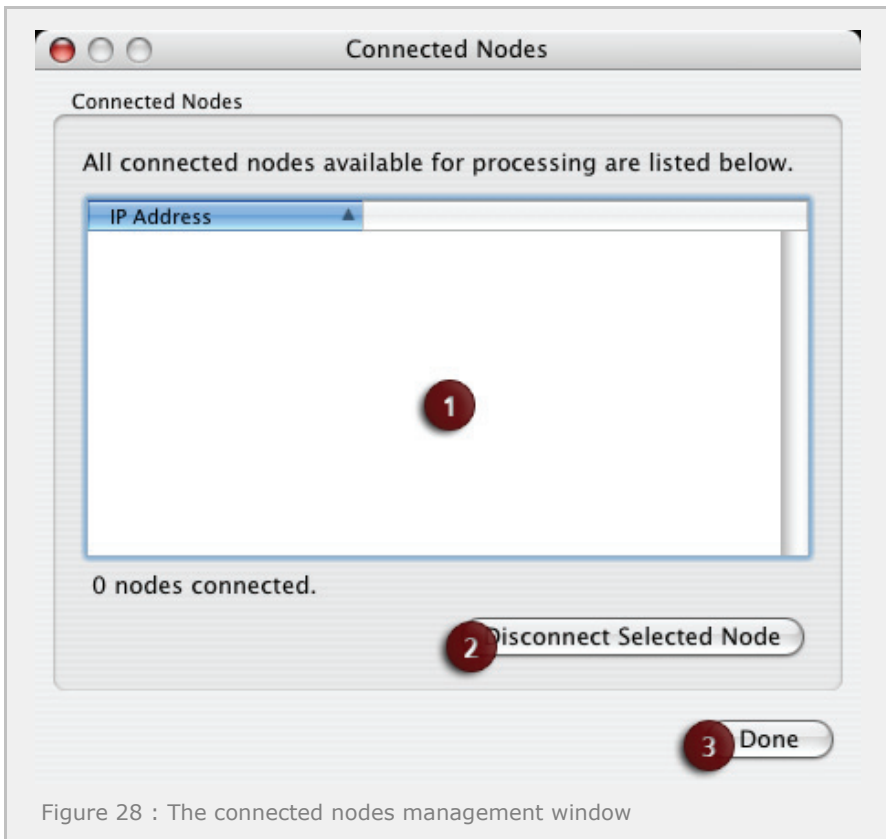 Connected Nodes
Connected Nodes
All connected nodes available for processing are listed below.
IP Address
1
0 nodes connected.
2 Disconnect Selected Node
3 Done
Figure 28 : The connected nodes management window